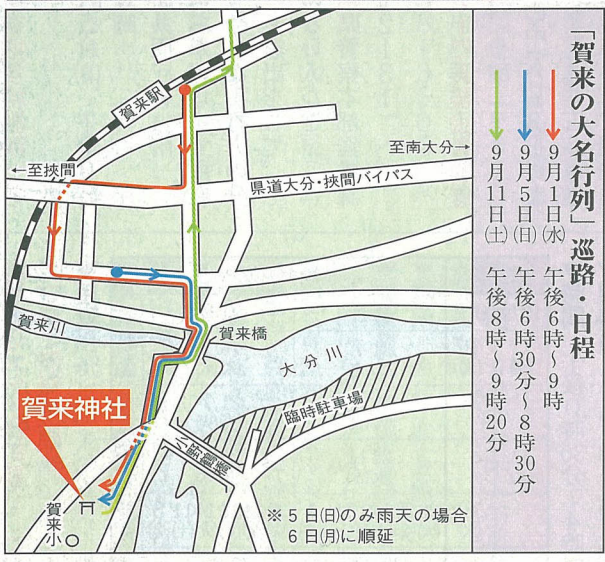 「賀来の大名行列」巡路・日程
9月1日(水) 午後6時〜9時
9月5日(日) 午後6時30分〜8時30分
9月11日(土) 午後8時〜9時20分
賀来駅
至南大分→
←至挾間
県道大分・挾間バイパス
賀来川
賀来橋
大分川
臨時駐車場
賀来神社
小野鶴橋
賀来小
※5日(日)のみ雨天の場合
6日(月)に順延